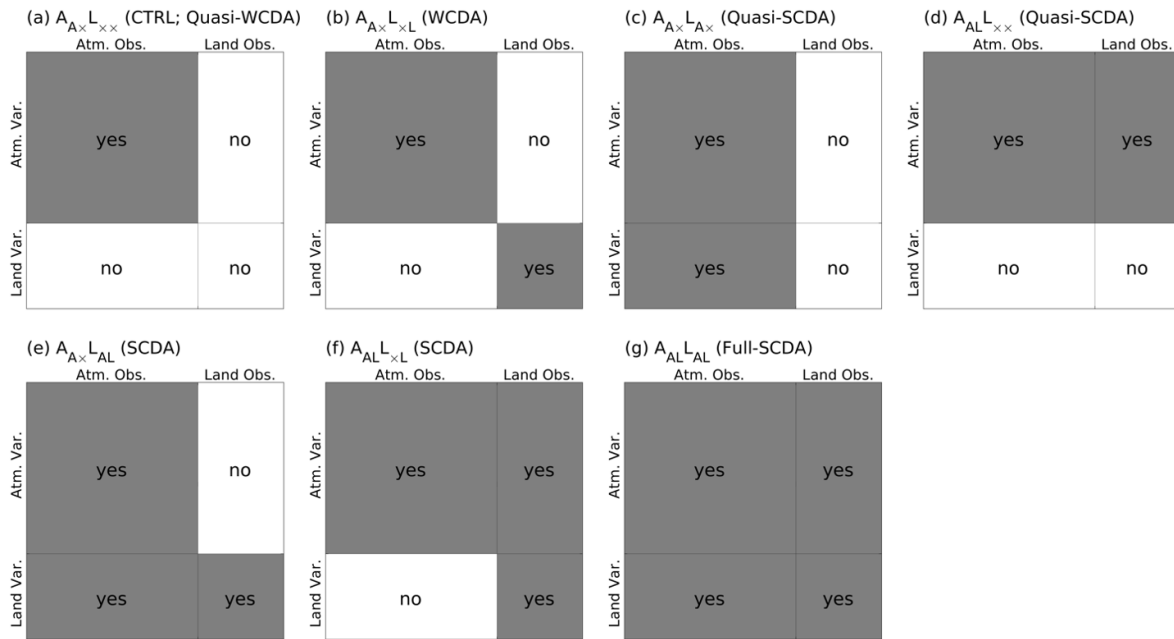 (a) A_{A×}L_{××} (CTRL; Quasi-WCDA)
Atm. Obs. Land Obs.
Atm. Var. yes no
Land Var. no no
(b) A_{A×}L_{×L} (WCDA)
Atm. Obs. Land Obs.
Atm. Var. yes no
Land Var. no yes
(c) A_{A×}A_{A×} (Quasi-SCDA)
Atm. Obs. Land Obs.
Atm. Var. yes no
Land Var. yes no
(d) A_{AL}L_{××} (Quasi-SCDA)
Atm. Obs. Land Obs.
Atm. Var. yes yes
Land Var. no no
(e) A_{A×}L_{AL} (SCDA)
Atm. Obs. Land Obs.
Atm. Var. yes no
Land Var. yes yes
(f) A_{AL}L_{×L} (SCDA)
Atm. Obs. Land Obs.
Atm. Var. yes yes
Land Var. no yes
(g) A_{AL}L_{AL} (Full-SCDA)
Atm. Obs. Land Obs.
Atm. Var. yes yes
Land Var. yes yes